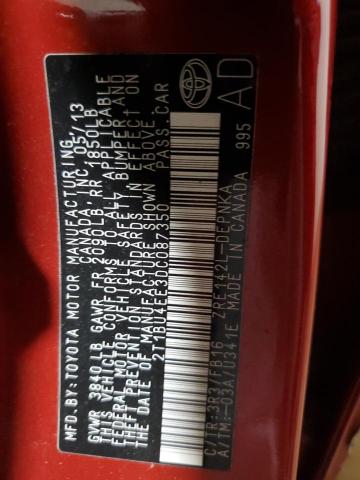 MFD.BY:TOYOTA MOTOR MANUFACTURING,
CANADA, INC. 05/13
GVWR 3840 LB GAWR FR 2090LB RR 1850LB
THIS VEHICLE CONFORMS TO ALL APPLICABLE
FEDERAL MOTOR VEHICLE SAFETY, BUMPER, AND
THEFT PREVENTION STANDARDS IN EFFECT ON
THE DATE OF MANUFACTURE SHOWN ABOVE.
2T1BU4EE3DC087350 PASS.CAR
C/TR:3R3/FB16 ZRE142L-DEPNKA
A/TM:-03A/U341E MADE IN CANADA
995
AD